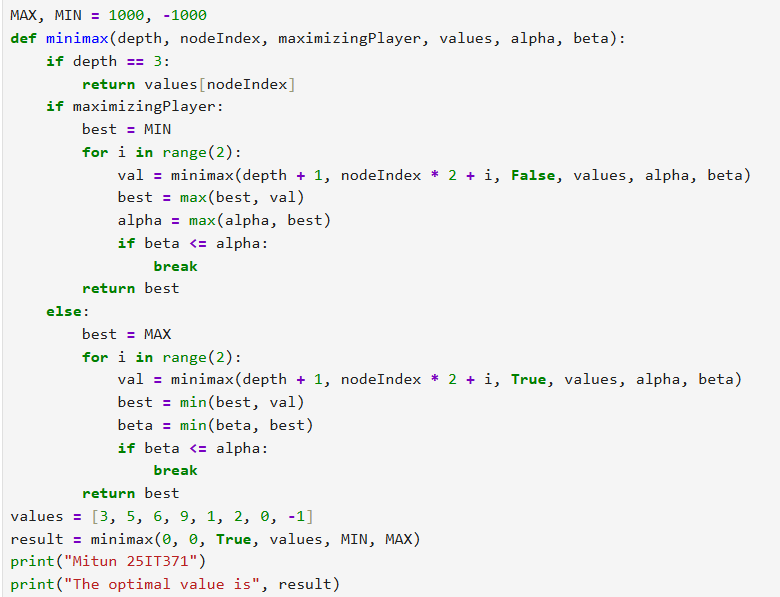 MAX, MIN = 1000, -1000
def minimax(depth, nodeIndex, maximizingPlayer, values, alpha, beta):
    if depth == 3:
        return values[nodeIndex]
    if maximizingPlayer:
        best = MIN
        for i in range(2):
            val = minimax(depth + 1, nodeIndex * 2 + i, False, values, alpha, beta)
            best = max(best, val)
            alpha = max(alpha, best)
            if beta <= alpha:
                break
        return best
    else:
        best = MAX
        for i in range(2):
            val = minimax(depth + 1, nodeIndex * 2 + i, True, values, alpha, beta)
            best = min(best, val)
            beta = min(beta, best)
            if beta <= alpha:
                break
        return best
values = [3, 5, 6, 9, 1, 2, 0, -1]
result = minimax(0, 0, True, values, MIN, MAX)
print("Mitun 25IT371")
print("The optimal value is", result)